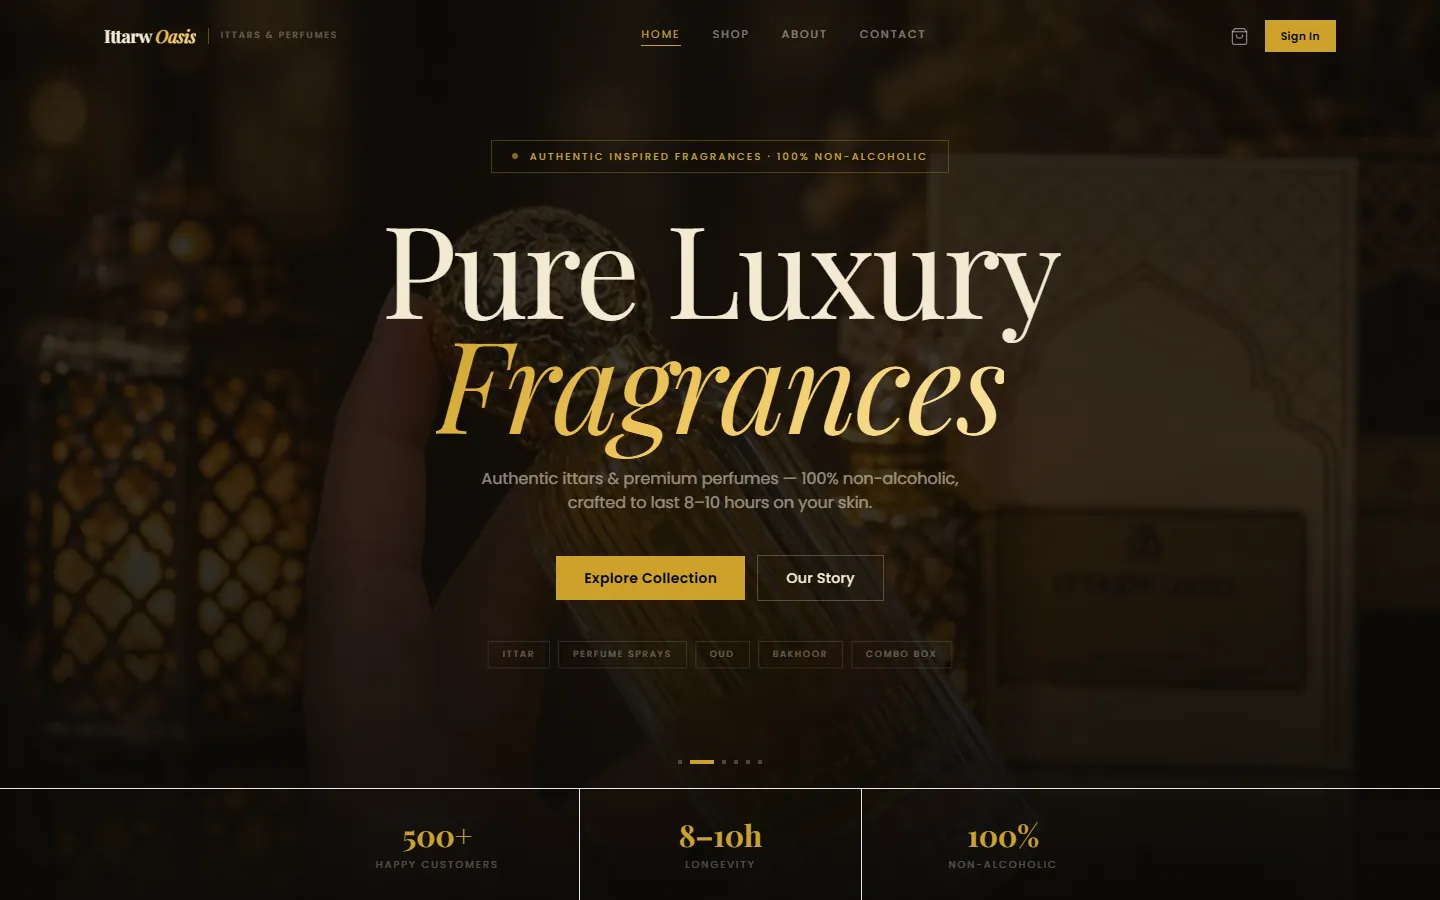 Ittarw Oasis
ITTARS & PERFUMES
HOME
SHOP
ABOUT
CONTACT
Sign In
AUTHENTIC INSPIRED FRAGRANCES · 100% NON-ALCOHOLIC
Pure Luxury
Fragrances
Authentic ittars & premium perfumes — 100% non-alcoholic,
crafted to last 8–10 hours on your skin.
Explore Collection
Our Story
ITTAR
PERFUME SPRAYS
OUD
BAKHOOR
COMBO BOX
500+
HAPPY CUSTOMERS
8–10h
LONGEVITY
100%
NON-ALCOHOLIC